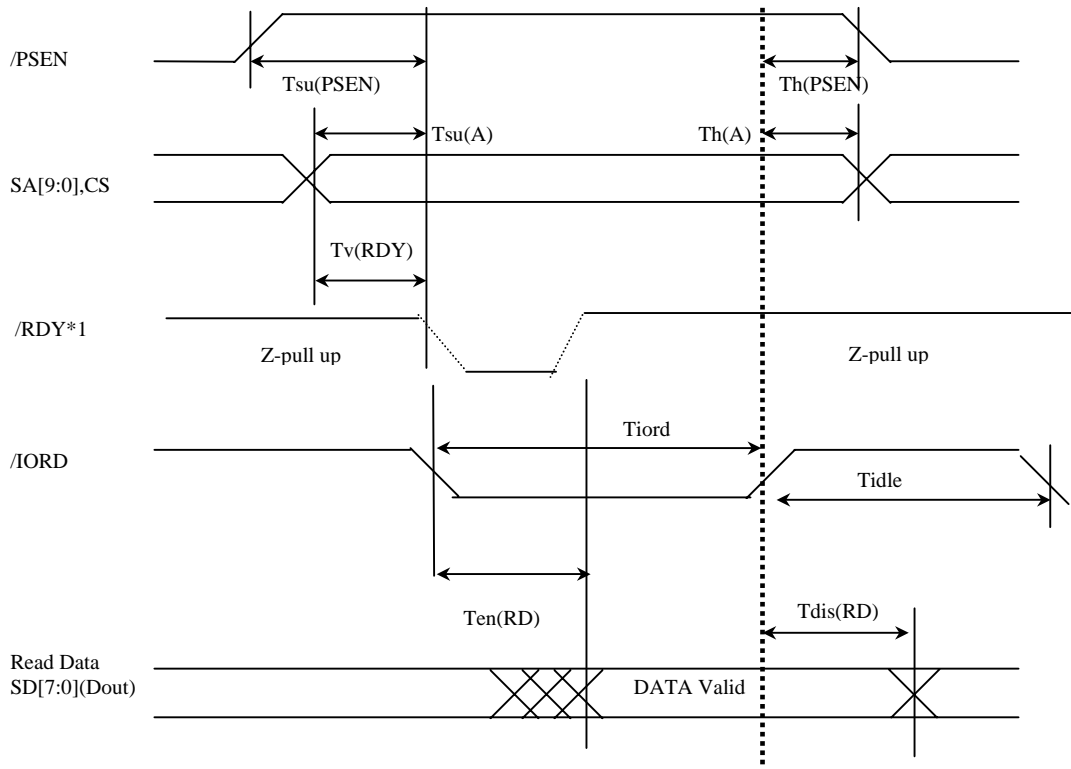 /PSEN
Tsu(PSEN)
Th(PSEN)
Tsu(A)
Th(A)
SA[9:0],CS
Tv(RDY)
/RDY*1
Z-pull up
Z-pull up
Tiord
/IORD
Tidle
Ten(RD)
Tdis(RD)
Read Data
SD[7:0](Dout)
DATA Valid